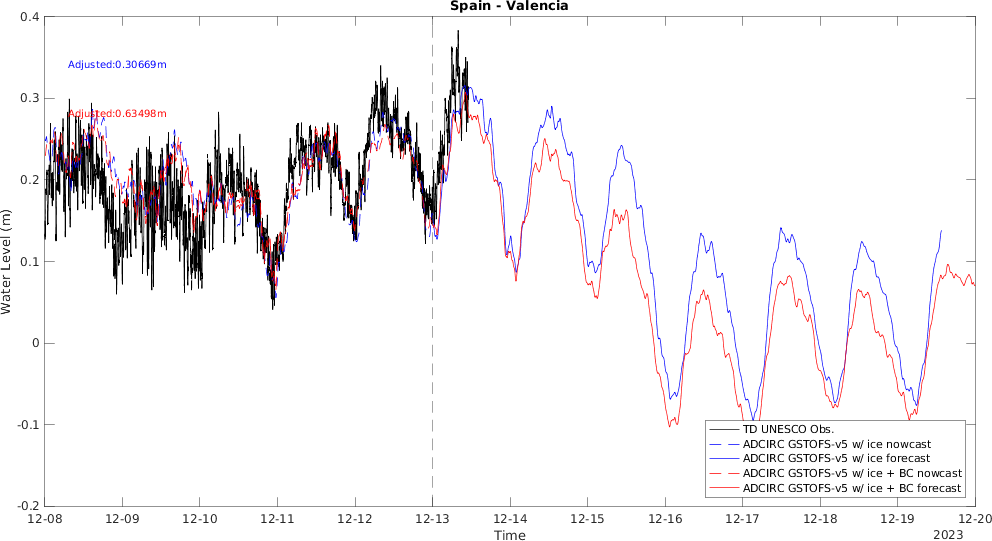 Spain - Valencia
0.4
0.3
0.2
0.1
0
-0.1
-0.2
Water Level (m)
Adjusted:0.30669m
Adjusted:0.63498m
TD UNESCO Obs.
ADCIRC GSTOFS-v5 w/ ice nowcast
ADCIRC GSTOFS-v5 w/ ice forecast
ADCIRC GSTOFS-v5 w/ ice + BC nowcast
ADCIRC GSTOFS-v5 w/ ice + BC forecast
12-08 12-09 12-10 12-11 12-12 12-13 12-14 12-15 12-16 12-17 12-18 12-19 12-20
Time
2023